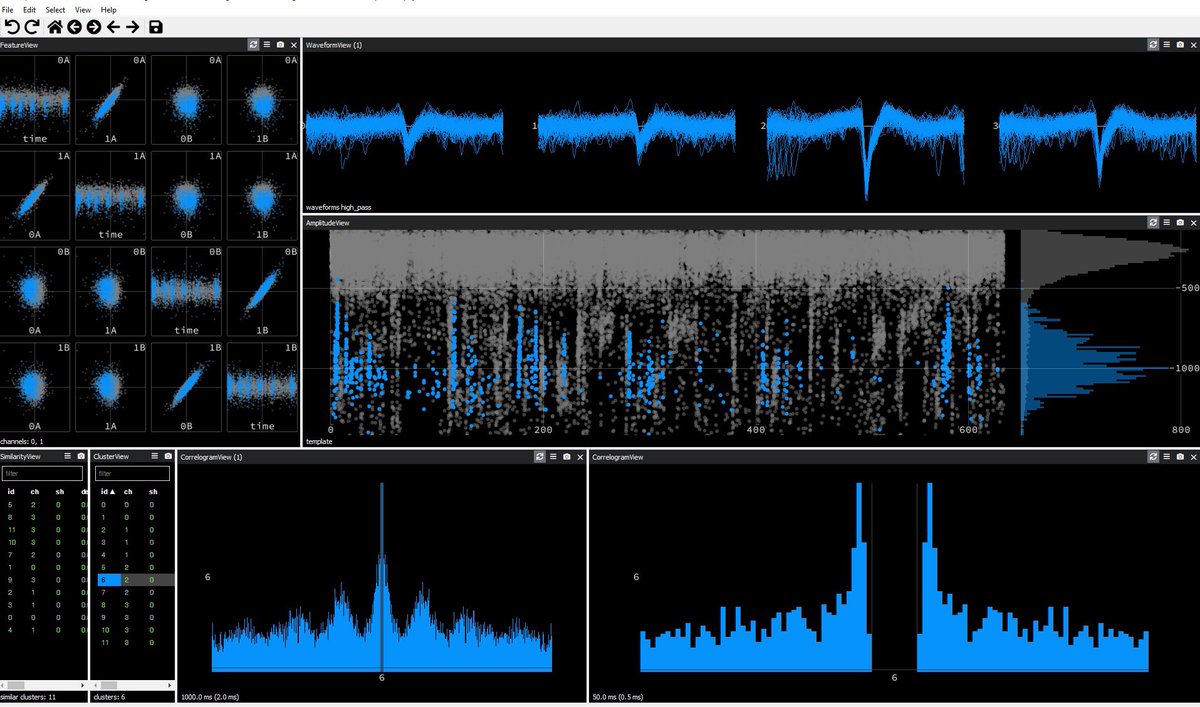 File Edit Select View Help
FeatureView
0A 0A 0A 0A
time 1A 0B 1B
1A 1A 1A 1A
0A time 0B 1B
0B 0B 0B 0B
0A 1A time 1B
1B 1B 1B 1B
0A 1A 0B time
channels: 0, 1
WaveformView (1)
0 1 2 3
waveforms high_pass
AmplitudeView
-500
-1000
0 200 400 600 800
template
SimilarityView
filter
id ch sh
5 2 0 0.
8 3 0 0.
11 3 0 0.
10 3 0 0.
7 2 0 0.
1 0 0 0.
9 3 0 0.
2 1 0 0.
3 1 0 0.
0 0 0 0.
4 1 0 0.
similar clusters: 11
ClusterView
filter
id ▲ ch sh
0 0 0
1 0 0
2 1 0
3 1 0
4 1 0
5 2 0
6 2 0
7 2 0
8 3 0
9 3 0
10 3 0
11 3 0
clusters: 6
CorrelogramView (1)
6
6
1000.0 ms (2.0 ms)
CorrelogramView
6
6
50.0 ms (0.5 ms)